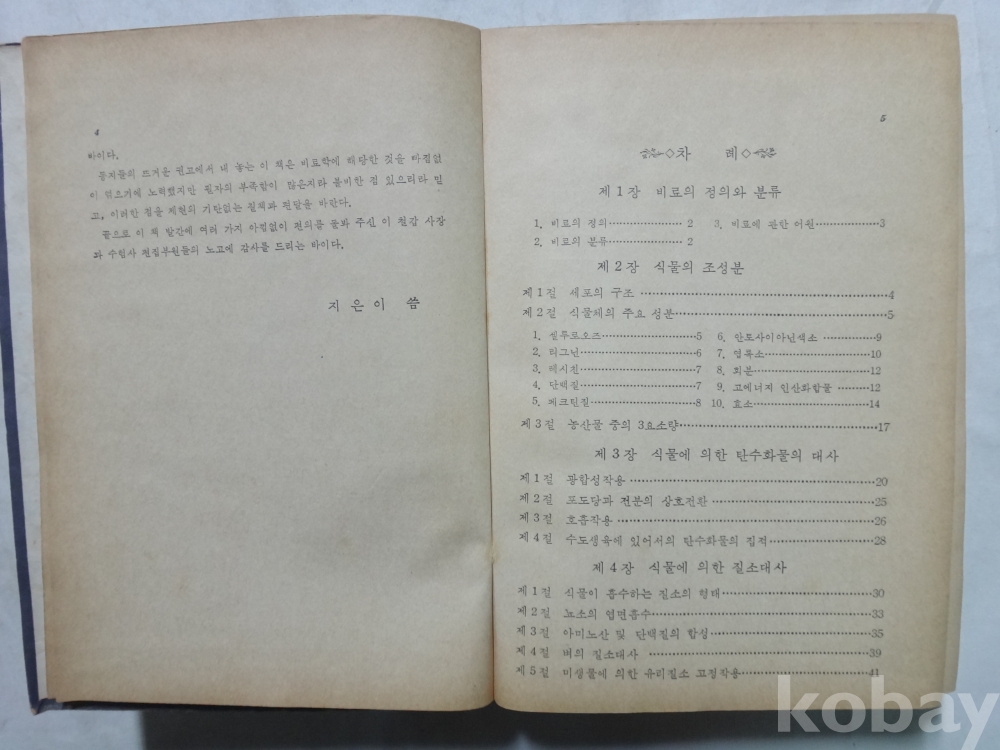 4
바이다.
동지들의 뜨거운 권고에서 내 놓는 이 책은 비료학에 해당한 것을 빠짐없
이 엮으기에 노력했지만 필자의 부족함이 많은지라 불비한 점 있으리라 믿
고, 이러한 점을 제현의 기탄없는 질책과 편달을 바란다.
끝으로 이 책 발간에 여러 가지 아낌없이 편의를 돌봐 주신 이 철갑 사장
와 수험사 편집부원들의 노고에 감사를 드리는 바이다.
지은이 씀
5
차 례
제1장 비료의 정의와 분류
1. 비료의 정의 2 3. 비료에 관한 어원 3
2. 비료의 분류 2
제2장 식물의 조성분
제1절 세포의 구조 4
제2절 식물체의 주요 성분 5
1. 셀루로오즈 5 6. 안토사이아닌색소 9
2. 리그닌 6 7. 엽록소 10
3. 레시친 7 8. 회분 12
4. 단백질 7 9. 고에너지 인산화합물 12
5. 페크틴질 8 10. 효소 14
제3절 농산물 중의 3요소량 17
제3장 식물에 의한 탄수화물의 대사
제1절 광합성작용 20
제2절 포도당과 전분의 상호전환 25
제3절 호흡작용 26
제4절 수도생육에 있어서의 탄수화물의 집적 28
제4장 식물에 의한 질소대사
제1절 식물이 흡수하는 질소의 형태 30
제2절 뇨소의 엽면흡수 33
제3절 아미노산 및 단백질의 합성 35
제4절 벼의 질소대사 39
제5절 미생물에 의한 유리질소 고정작용 41
kobay